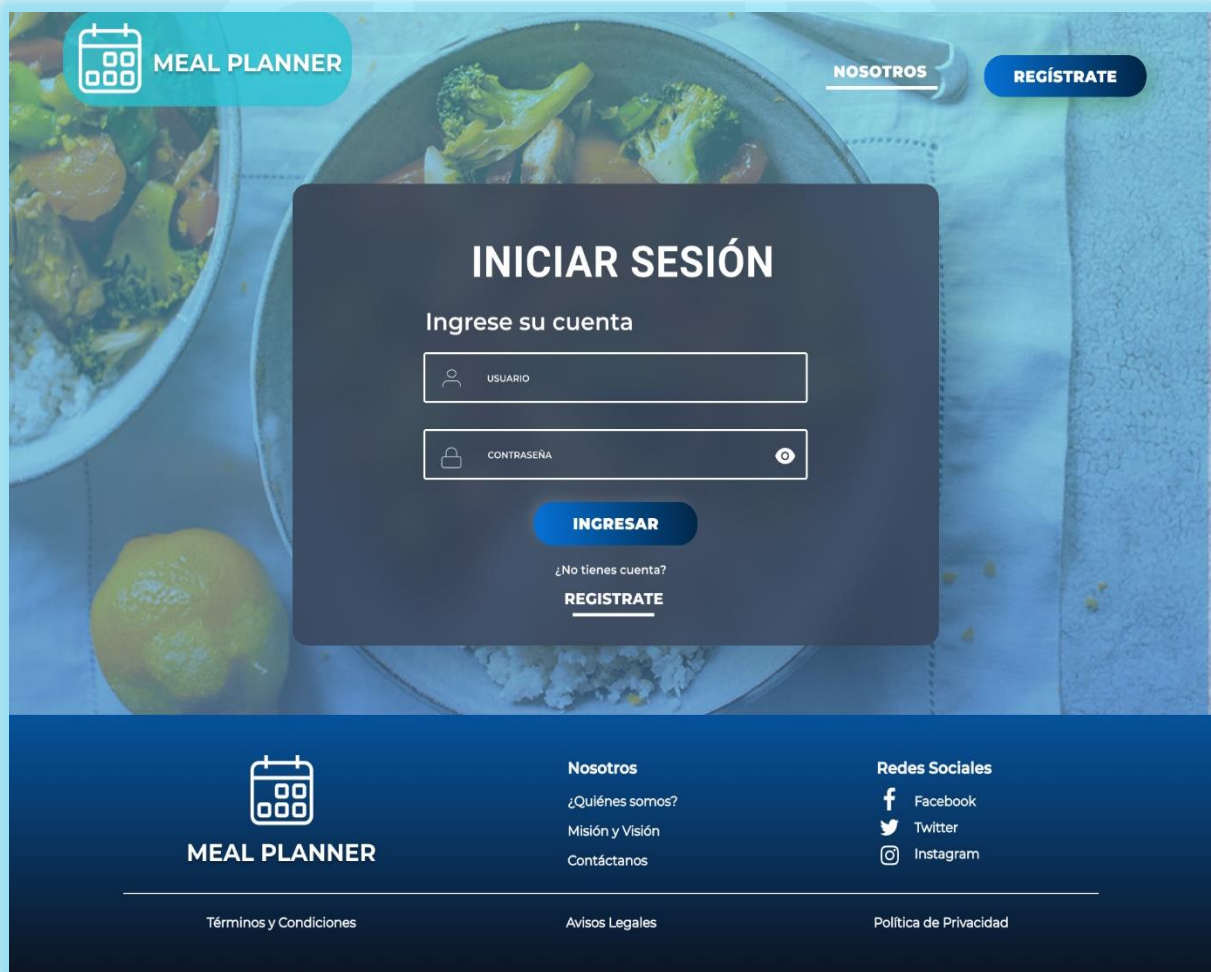 MEAL PLANNER
NOSOTROS
REGÍSTRATE
INICIAR SESIÓN
Ingrese su cuenta
USUARIO
CONTRASEÑA
INGRESAR
¿No tienes cuenta?
REGISTRATE
MEAL PLANNER
Nosotros
¿Quiénes somos?
Misión y Visión
Contáctanos
Redes Sociales
Facebook
Twitter
Instagram
Términos y Condiciones
Avisos Legales
Política de Privacidad